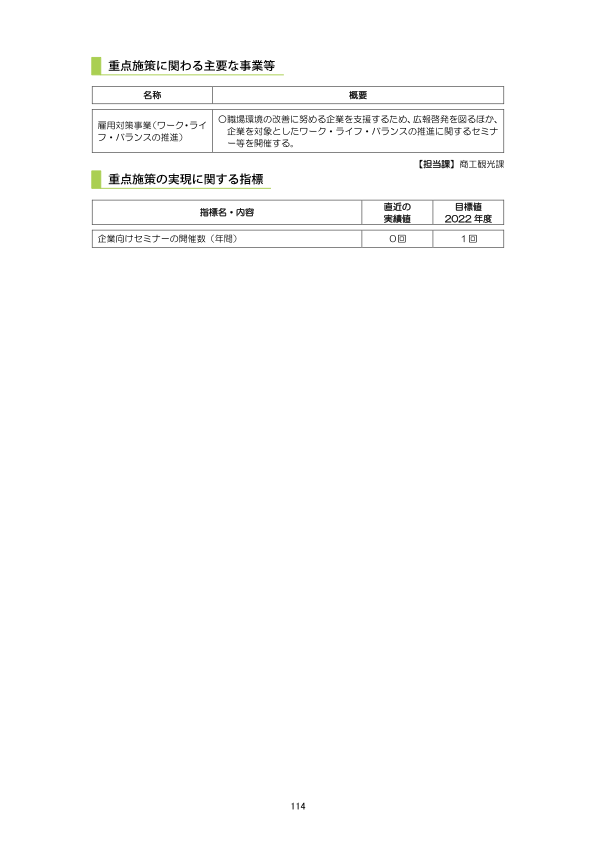 重点施策に関わる主要な事業等
名称 概要
雇用対策事業（ワーク・ライ
フ・バランスの推進）
○職場環境の改善に努める企業を支援するため、広報啓発を図るほか、
企業を対象としたワーク・ライフ・バランスの推進に関するセミナ
ー等を開催する。
【担当課】商工観光課
重点施策の実現に関する指標
指標名・内容 直近の 目標値
実績値 2022 年度
企業向けセミナーの開催数（年間） 0回 1回
114